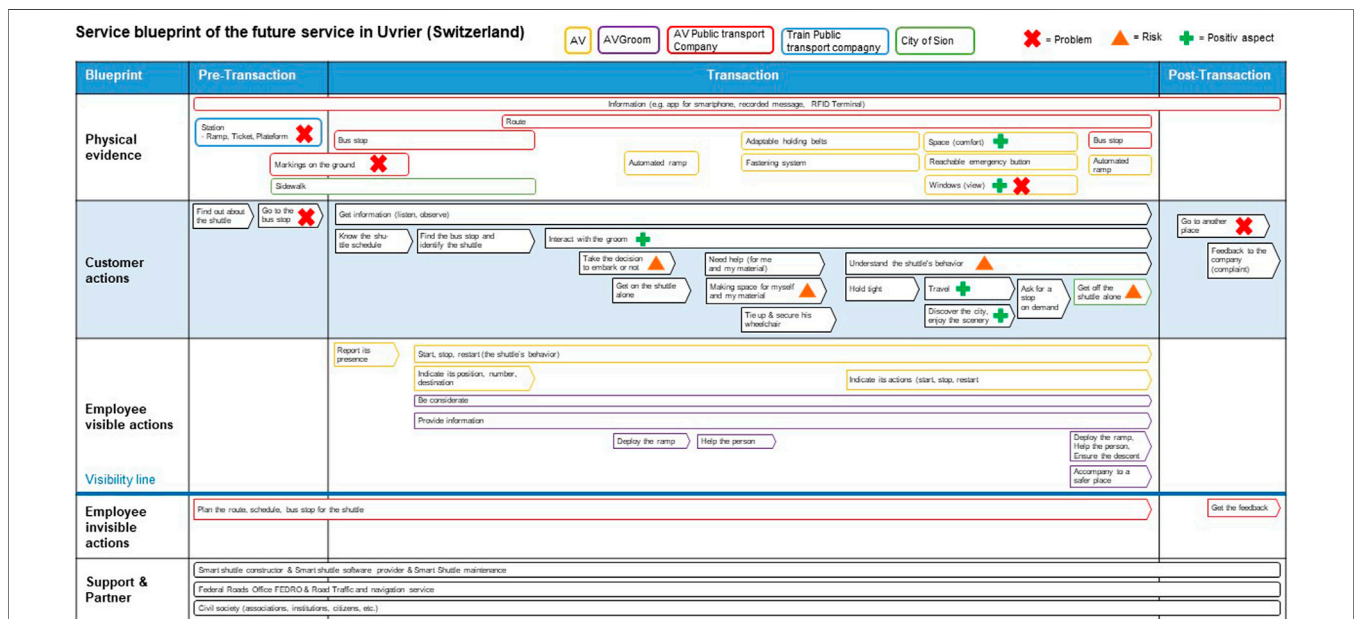 Service blueprint of the future service in Uvrier (Switzerland)
AV
AVGroom
AV Public transport
Company
Train Public
transport compagny
City of Sion
= Problem
= Risk
= Positiv aspect
Blueprint
Pre-Transaction
Transaction
Post-Transaction
Physical
evidence
Information (e.g. app for smartphone, recorded message, RFID Terminal)
Station
- Ramp, Ticket, Plateform
Route
Bus stop
Adaptable holding belts
Space (comfort)
Bus stop
Markings on the ground
Automated ramp
Fastening system
Reachable emergency button
Automated
ramp
Sidewalk
Windows (view)
Customer
actions
Find out about
the shuttle
Go to the
bus stop
Get information (listen, observe)
Go to another
place
Know the shu-
tle schedule
Find the bus stop and
identify the shuttle
Interact with the groom
Feedback to the
company
(complaint)
Take the decision
to embark or not
Need help (for me
and my material)
Understand the shuttle's behavior
Get on the shuttle
alone
Making space for myself
and my material
Hold tight
Travel
Ask for a
stop
on demand
Get off the
shuttle alone
Tie up & secure his
wheelchair
Discover the city,
enjoy the scenery
Employee
visible actions
Report its
presence
Start, stop, restart (the shuttle's behavior)
Indicate its position, number,
destination
Indicate its actions (start, stop, restart
Be considerate
Provide information
Deploy the ramp
Help the person
Deploy the ramp,
Help the person,
Ensure the descent
Accompany to a
safer place
Visibility line
Employee
invisible
actions
Plan the route, schedule, bus stop for the shuttle
Get the feedback
Support &
Partner
Smart shuttle constructor & Smart shuttle software provider & Smart Shuttle maintenance
Federal Roads Office FEDRO & Road Traffic and navigation service
Civil society (associations, institutions, citizens, etc.)